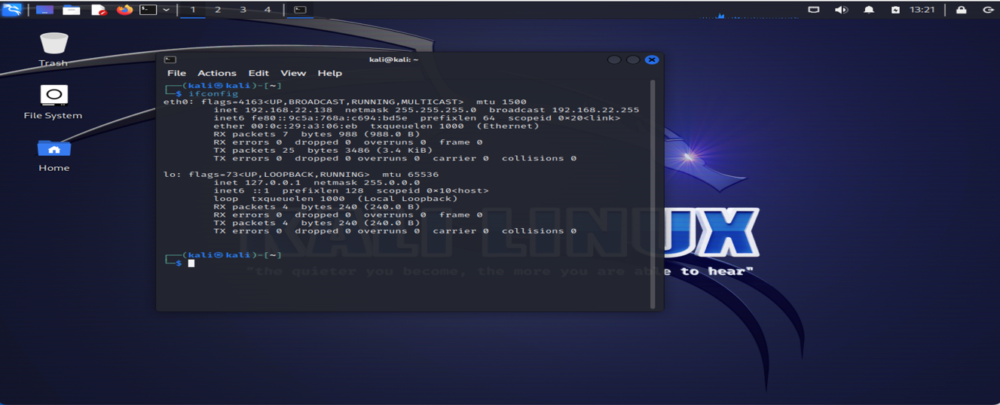 1 2 3 4
13:21
Trash
File System
Home
kali@kali: ~
File Actions Edit View Help
┌──(kali㉿kali)-[~]
└─$ ifconfig
eth0: flags=4163<UP,BROADCAST,RUNNING,MULTICAST>  mtu 1500
inet 192.168.22.138  netmask 255.255.255.0  broadcast 192.168.22.255
inet6 fe80::9c5a:768a:c694:bd5e  prefixlen 64  scopeid 0×20<link>
ether 00:0c:29:a3:06:eb  txqueuelen 1000  (Ethernet)
RX packets 7  bytes 988 (988.0 B)
RX errors 0  dropped 0  overruns 0  frame 0
TX packets 25  bytes 3486 (3.4 KiB)
TX errors 0  dropped 0 overruns 0  carrier 0  collisions 0
lo: flags=73<UP,LOOPBACK,RUNNING>  mtu 65536
inet 127.0.0.1  netmask 255.0.0.0
inet6 ::1  prefixlen 128  scopeid 0×10<host>
loop  txqueuelen 1000  (Local Loopback)
RX packets 4  bytes 240 (240.0 B)
RX errors 0  dropped 0  overruns 0  frame 0
TX packets 4  bytes 240 (240.0 B)
TX errors 0  dropped 0 overruns 0  carrier 0  collisions 0
┌──(kali㉿kali)-[~]
└─$
KALI LINUX
"the quieter you become, the more you are able to hear"